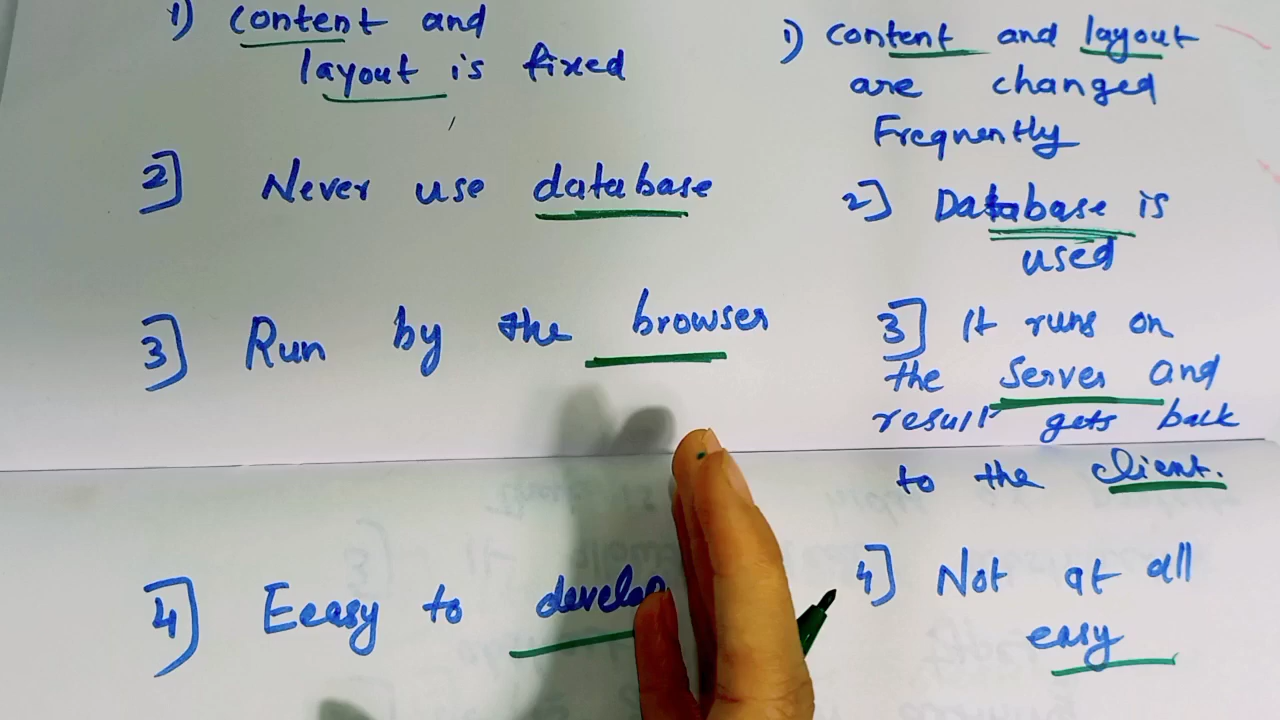 1) content and
layout is fixed
2] Never use database
3] Run by the browser
4] Eeasy to develop
1) content and layout
are changed
Frequently
2] Database is
used
3] It runs on
the server and
result gets back
to the client.
4] Not at all
easy